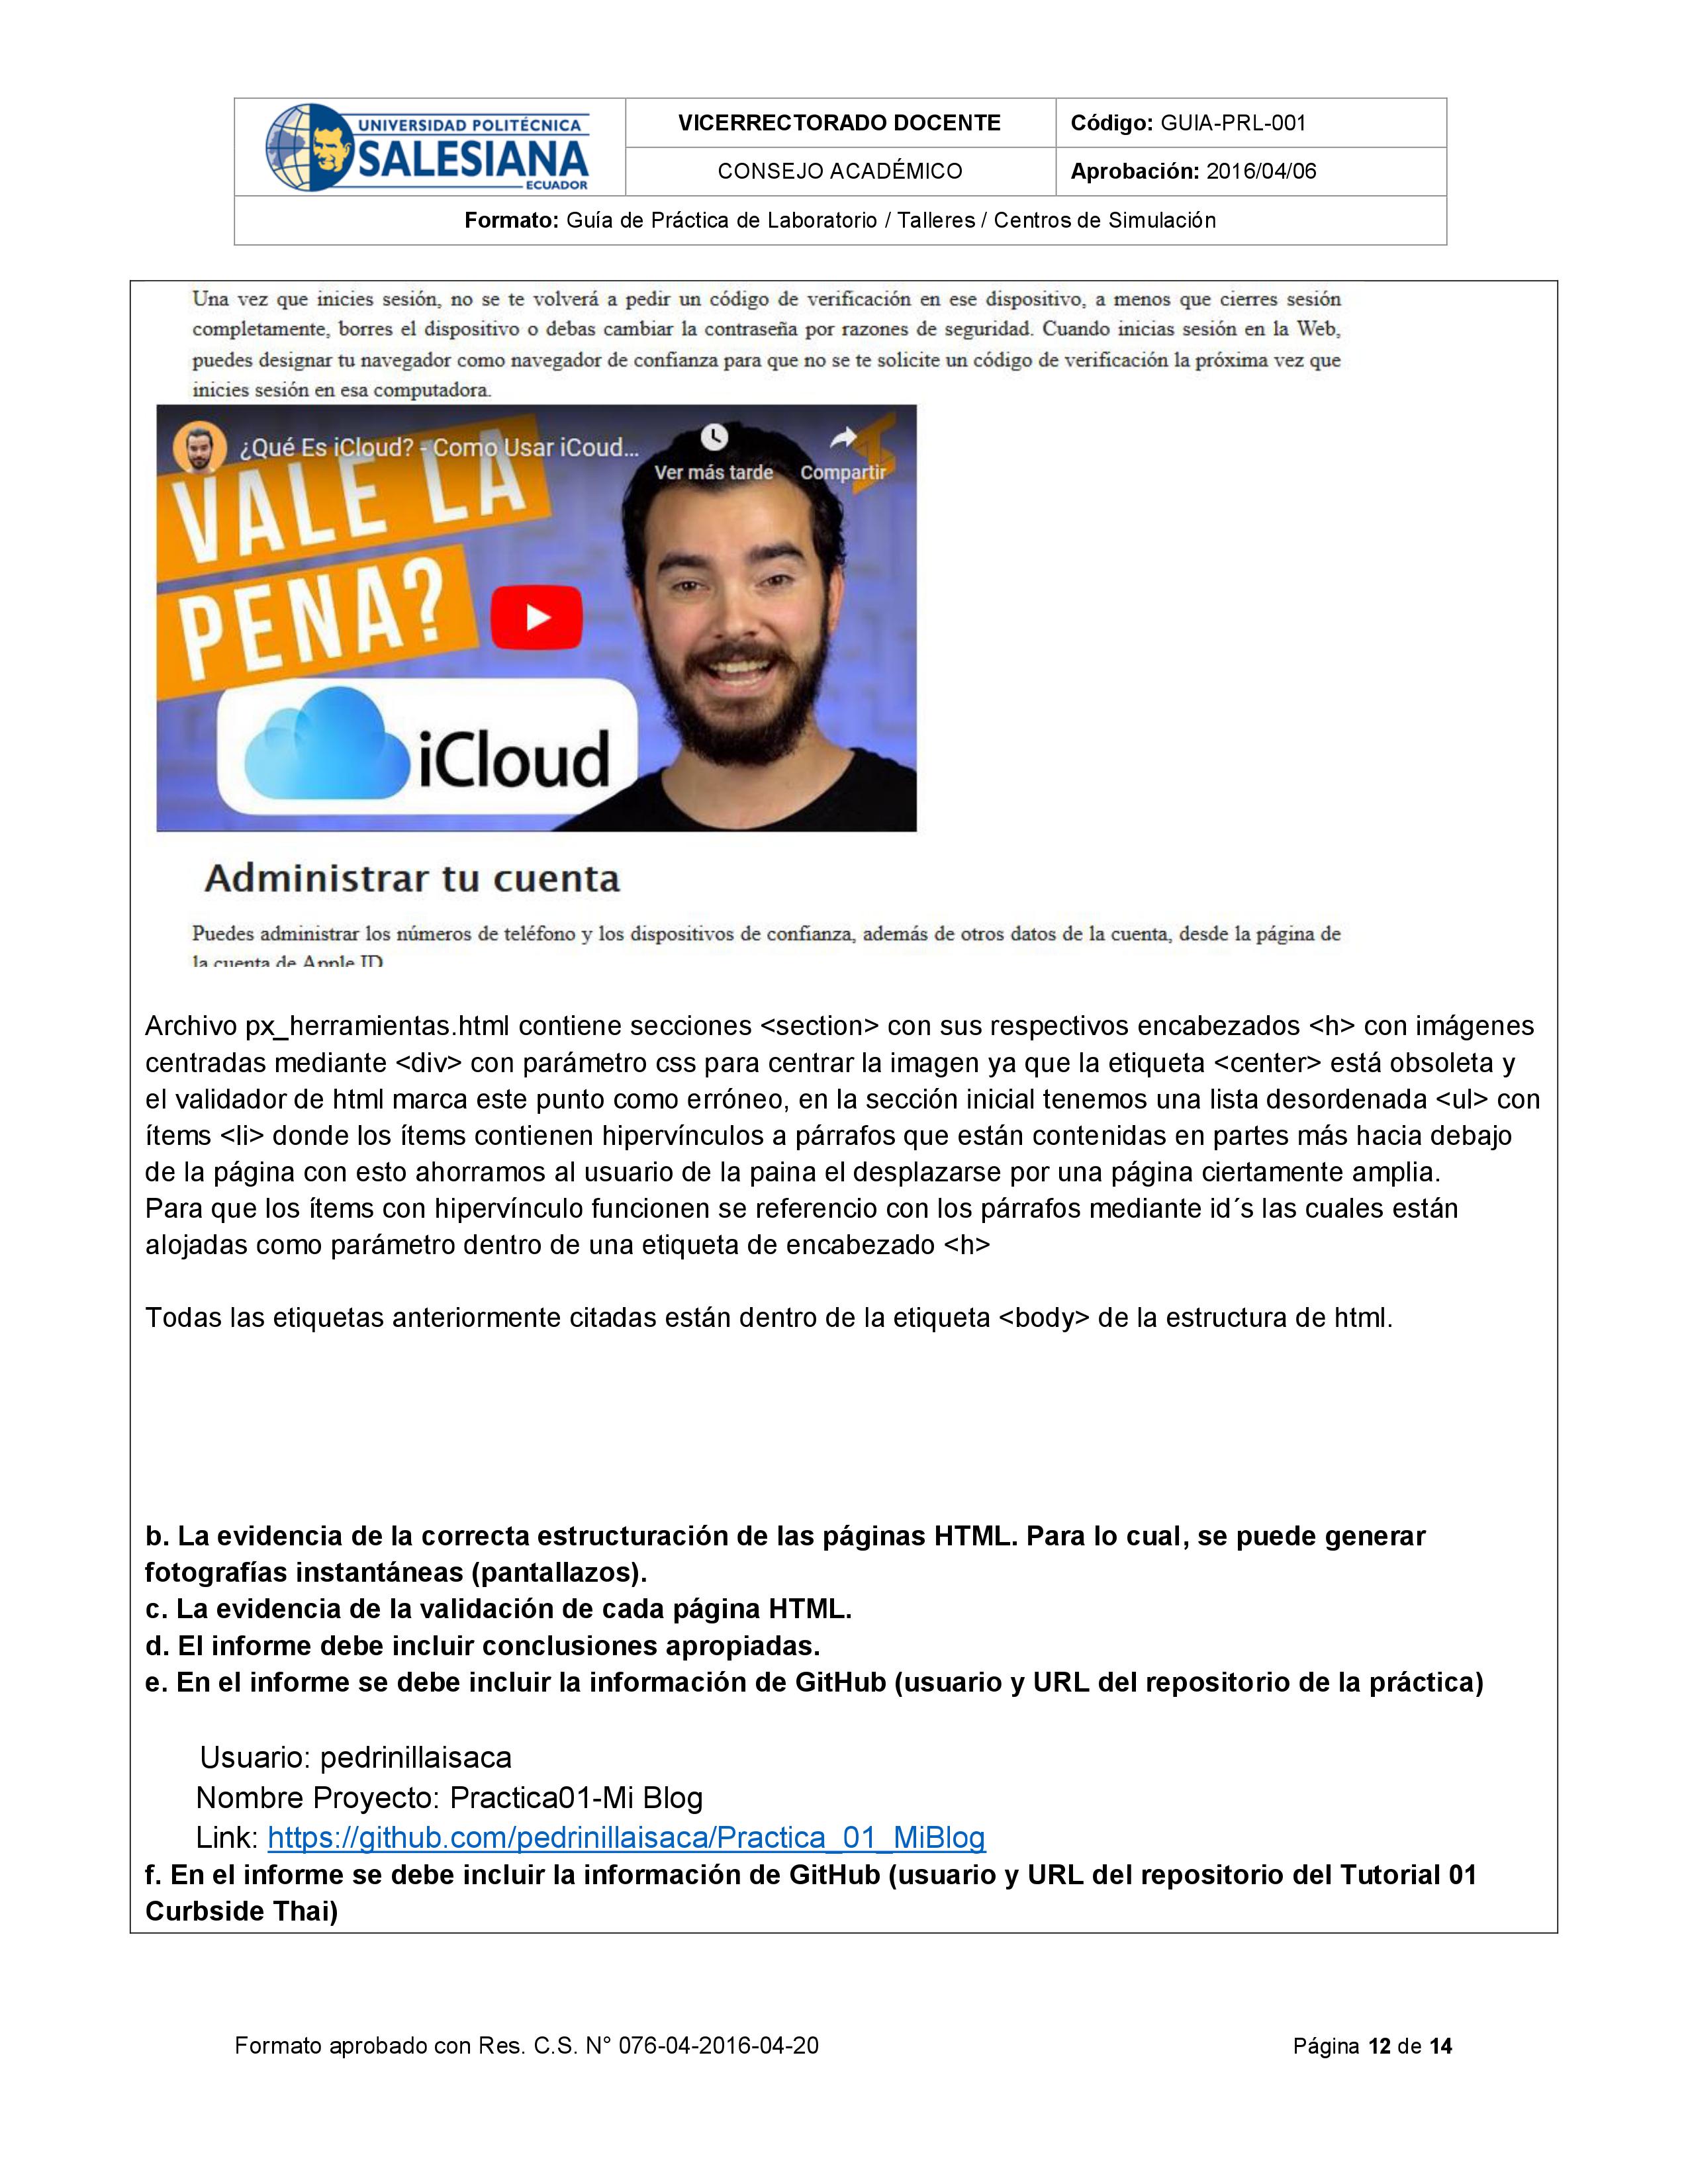 UNIVERSIDAD POLITÉCNICA
SALESIANA
ECUADOR
VICERRECTORADO DOCENTE
Código: GUIA-PRL-001
CONSEJO ACADÉMICO
Aprobación: 2016/04/06
Formato: Guía de Práctica de Laboratorio / Talleres / Centros de Simulación
Una vez que inicies sesión, no se te volverá a pedir un código de verificación en ese dispositivo, a menos que cierres sesión
completamente, borres el dispositivo o debas cambiar la contraseña por razones de seguridad. Cuando inicias sesión en la Web,
puedes designar tu navegador como navegador de confianza para que no se te solicite un código de verificación la próxima vez que
inicies sesión en esa computadora.
¿Qué Es iCloud? - Como Usar iCoud...
Ver más tarde
Compartir
VALE LA
PENA?
iCloud
Administrar tu cuenta
Puedes administrar los números de teléfono y los dispositivos de confianza, además de otros datos de la cuenta, desde la página de
la cuenta de Apple ID
Archivo px_herramientas.html contiene secciones <section> con sus respectivos encabezados <h> con imágenes
centradas mediante <div> con parámetro css para centrar la imagen ya que la etiqueta <center> está obsoleta y
el validador de html marca este punto como erróneo, en la sección inicial tenemos una lista desordenada <ul> con
ítems <li> donde los ítems contienen hipervínculos a párrafos que están contenidas en partes más hacia debajo
de la página con esto ahorramos al usuario de la paina el desplazarse por una página ciertamente amplia.
Para que los ítems con hipervínculo funcionen se referencio con los párrafos mediante id´s las cuales están
alojadas como parámetro dentro de una etiqueta de encabezado <h>
Todas las etiquetas anteriormente citadas están dentro de la etiqueta <body> de la estructura de html.
b. La evidencia de la correcta estructuración de las páginas HTML. Para lo cual, se puede generar
fotografías instantáneas (pantallazos).
c. La evidencia de la validación de cada página HTML.
d. El informe debe incluir conclusiones apropiadas.
e. En el informe se debe incluir la información de GitHub (usuario y URL del repositorio de la práctica)
Usuario: pedrinillaisaca
Nombre Proyecto: Practica01-Mi Blog
Link: https://github.com/pedrinillaisaca/Practica_01_MiBlog
f. En el informe se debe incluir la información de GitHub (usuario y URL del repositorio del Tutorial 01
Curbside Thai)
Formato aprobado con Res. C.S. N° 076-04-2016-04-20
Página 12 de 14